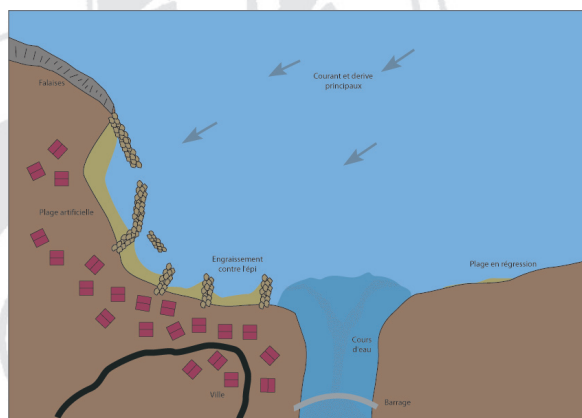 Courant et derive
principaux
Falaises
Plage artificielle
Engraissement
contre l'épi
Plage en régression
Cours
d'eau
Ville
Barrage